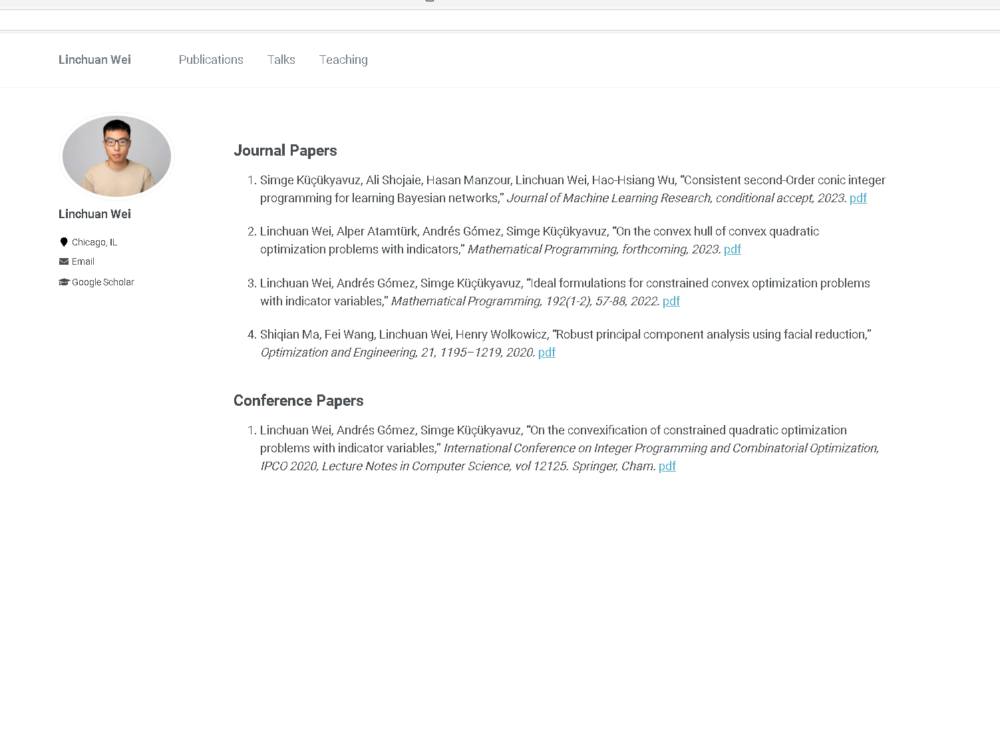 Linchuan Wei Publications Talks Teaching
Linchuan Wei
Chicago, IL
Email
Google Scholar
Journal Papers
1. Simge Küçükyavuz, Ali Shojaie, Hasan Manzour, Linchuan Wei, Hao-Hsiang Wu, “Consistent second-Order conic integer
programming for learning Bayesian networks,” Journal of Machine Learning Research, conditional accept, 2023. pdf
2. Linchuan Wei, Alper Atamtürk, Andrés Gómez, Simge Küçükyavuz, “On the convex hull of convex quadratic
optimization problems with indicators,” Mathematical Programming, forthcoming, 2023. pdf
3. Linchuan Wei, Andrés Gómez, Simge Küçükyavuz, “Ideal formulations for constrained convex optimization problems
with indicator variables,” Mathematical Programming, 192(1-2), 57-88, 2022. pdf
4. Shiqian Ma, Fei Wang, Linchuan Wei, Henry Wolkowicz, “Robust principal component analysis using facial reduction,”
Optimization and Engineering, 21, 1195–1219, 2020. pdf
Conference Papers
1. Linchuan Wei, Andrés Gómez, Simge Küçükyavuz, “On the convexification of constrained quadratic optimization
problems with indicator variables,” International Conference on Integer Programming and Combinatorial Optimization,
IPCO 2020, Lecture Notes in Computer Science, vol 12125. Springer, Cham. pdf